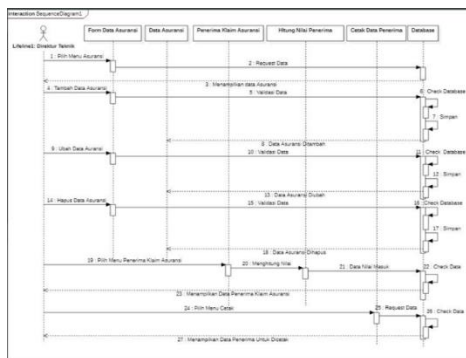 Interaction SequenceDiagram1
Form Data Asuransi
Data Asuransi
Penerima Klaim Asuransi
Hitung Nilai Penerima
Cetak Data Penerima
Database
Lifeline1: Direktur Teknik
1 : Pilih Menu Asuransi
2 : Request Data
3 : Menampilkan data Asuransi
4 : Tambah Data Asuransi
5 : Validasi Data
6 : Check Database
7 : Simpan
8 : Data Asuransi Ditambah
9 : Ubah Data Auransi
10 : Validasi Data
11 : Check Database
12 : Simpan
13 : Data Asuransi Diubah
14 : Hapus Data Asuransi
15 : Validasi Data
16 : Check Database
17 : Simpan
18 : Data Asuransi Dihapus
19 : Pilih Menu Penerima Klaim Asuransi
20 : Menghitung Nilai
21 : Data Nilai Masuk
22 : Check Data
23 : Menampilkan Data Penerima Klaim Asuransi
24 : Pilih Menu Cetak
25 : Request Data
26 : Check Data
27 : Menampilkan Data Penerima Untuk Dicetak